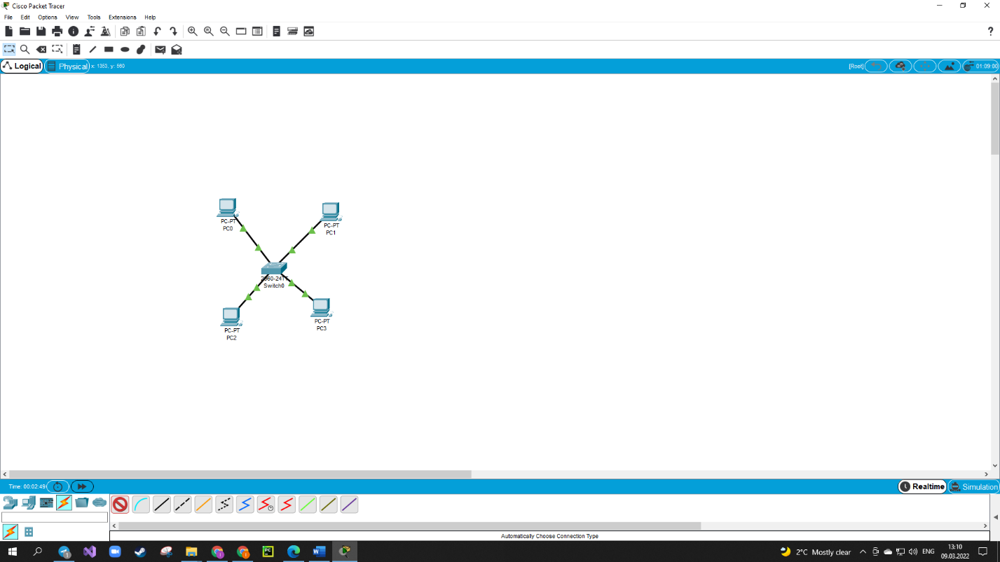 Cisco Packet Tracer
File Edit Options View Tools Extensions Help
?
Logical Physical x: 1353, y: 560 [Root] 01:09:00
PC-PT
PC0
PC-PT
PC1
2960-24TT
Switch0
PC-PT
PC2
PC-PT
PC3
Time: 00:02:49 Realtime Simulation
Automatically Choose Connection Type
2°C Mostly clear ENG 13:10
09.03.2022